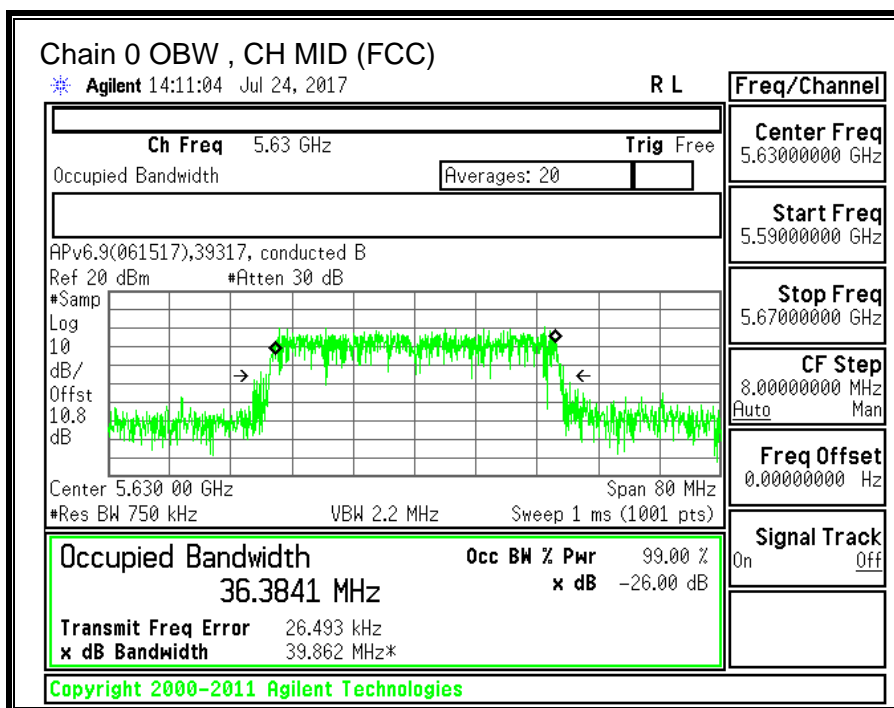 Chain 0 OBW , CH MID (FCC)
Agilent 14:11:04 Jul 24, 2017 R L
Freq/Channel
Ch Freq 5.63 GHz Trig Free
Occupied Bandwidth Averages: 20
Center Freq
5.63000000 GHz
Start Freq
5.59000000 GHz
Stop Freq
5.67000000 GHz
CF Step
8.00000000 MHz
Auto Man
Freq Offset
0.00000000 Hz
Signal Track
On Off
APv6.9(061517),39317, conducted B
Ref 20 dBm #Atten 30 dB
#Samp
Log
10
dB/
Offst
10.8
dB
Center 5.630 00 GHz Span 80 MHz
#Res BW 750 kHz VBW 2.2 MHz Sweep 1 ms (1001 pts)
Occupied Bandwidth Occ BW % Pwr 99.00 %
36.3841 MHz x dB -26.00 dB
Transmit Freq Error 26.493 kHz
x dB Bandwidth 39.862 MHz*
Copyright 2000-2011 Agilent Technologies